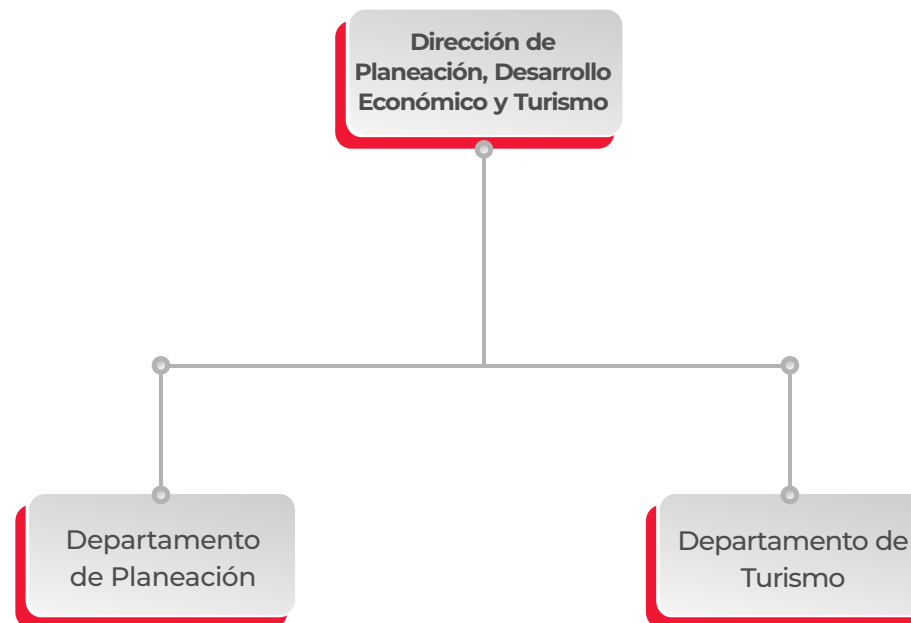 Dirección de
Planeación, Desarrollo
Económico y Turismo
Departamento
de Planeación
Departamento de
Turismo